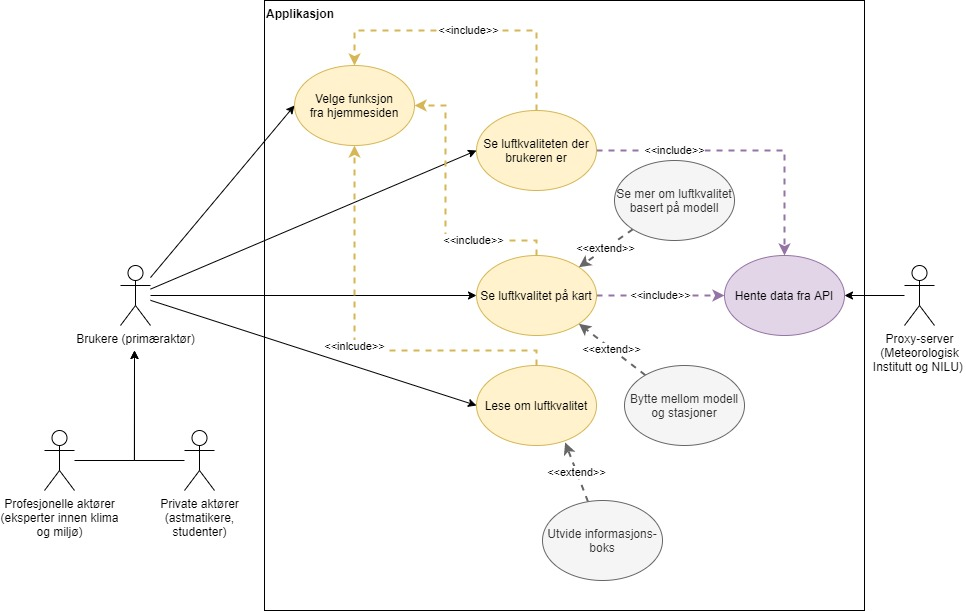 Applikasjon
<<include>>
Velge funksjon
fra hjemmesiden
Se luftkvaliteten der
brukeren er
<<include>>
Se mer om luftkvalitet
basert på modell
<<include>>
<<extend>>
Se luftkvalitet på kart
<<include>>
Hente data fra API
Brukere (primæraktør)
Proxy-server
(Meteorologisk
Institutt og NILU)
<<inlcude>>
<<extend>>
Lese om luftkvalitet
Bytte mellom modell
og stasjoner
<<extend>>
Profesjonelle aktører
(eksperter innen klima
og miljø)
Private aktører
(astmatikere,
studenter)
Utvide informasjons-
boks